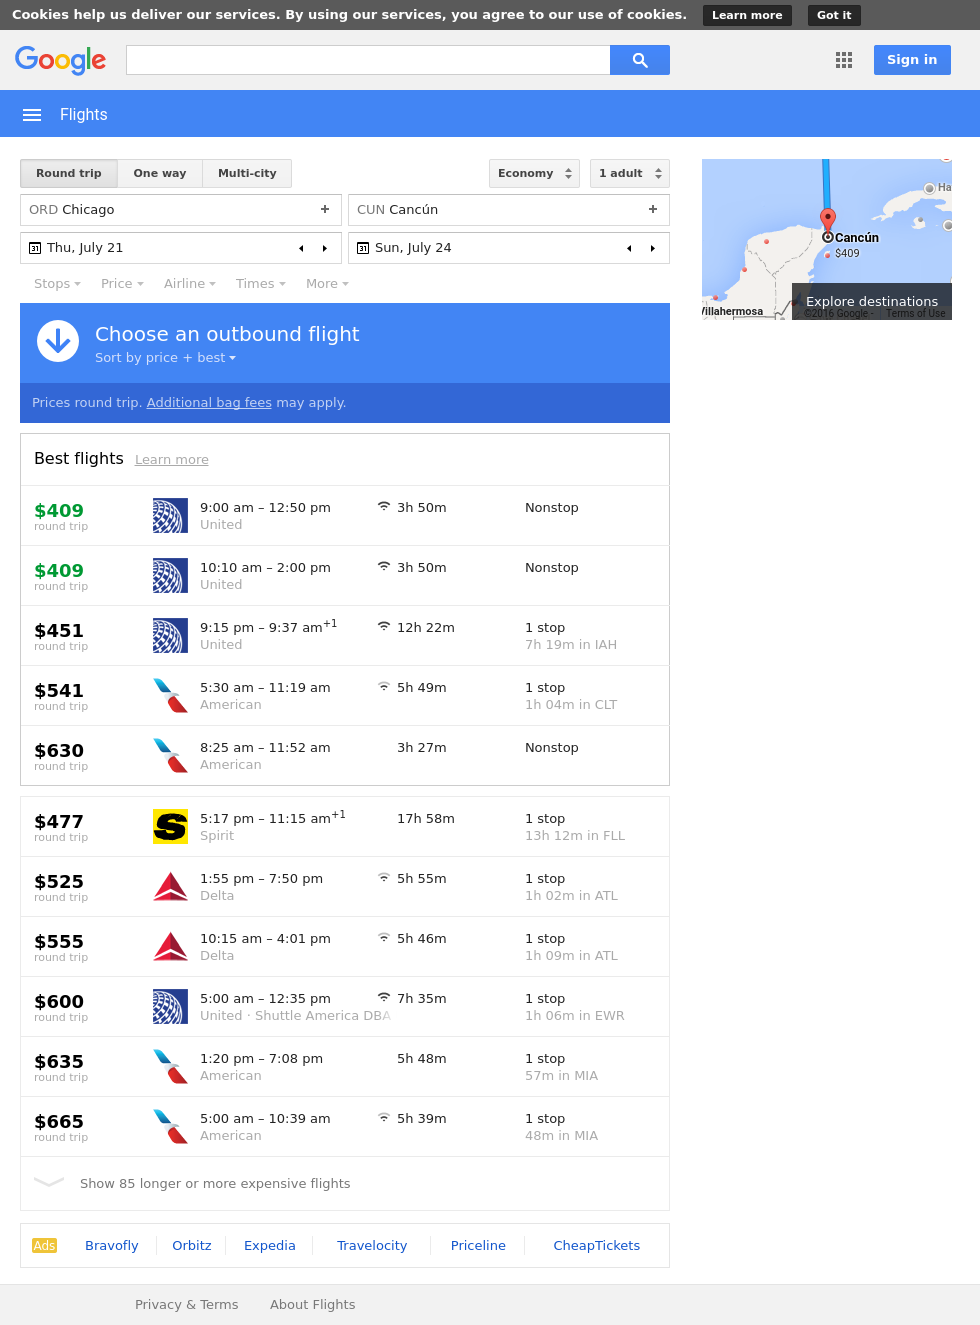 Cookies help us deliver our services. By using our services, you agree to our use of cookies. Learn more Got it
Google
Sign in
Flights
Round trip One way Multi-city Economy 1 adult
ORD Chicago + CUN Cancún +
31 Thu, July 21 31 Sun, July 24
Stops Price Airline Times More
Choose an outbound flight
Sort by price + best
Prices round trip. Additional bag fees may apply.
Ha
Cancún
$409
Villahermosa
Explore destinations
©2016 Google - Terms of Use
Best flights Learn more
$409 9:00 am – 12:50 pm 3h 50m Nonstop
round trip United
$409 10:10 am – 2:00 pm 3h 50m Nonstop
round trip United
$451 9:15 pm – 9:37 am+1 12h 22m 1 stop
round trip United 7h 19m in IAH
$541 5:30 am – 11:19 am 5h 49m 1 stop
round trip American 1h 04m in CLT
$630 8:25 am – 11:52 am 3h 27m Nonstop
round trip American
$477 5:17 pm – 11:15 am+1 17h 58m 1 stop
round trip Spirit 13h 12m in FLL
$525 1:55 pm – 7:50 pm 5h 55m 1 stop
round trip Delta 1h 02m in ATL
$555 10:15 am – 4:01 pm 5h 46m 1 stop
round trip Delta 1h 09m in ATL
$600 5:00 am – 12:35 pm 7h 35m 1 stop
round trip United · Shuttle America DBA 1h 06m in EWR
$635 1:20 pm – 7:08 pm 5h 48m 1 stop
round trip American 57m in MIA
$665 5:00 am – 10:39 am 5h 39m 1 stop
round trip American 48m in MIA
Show 85 longer or more expensive flights
Ads Bravofly Orbitz Expedia Travelocity Priceline CheapTickets
Privacy & Terms About Flights